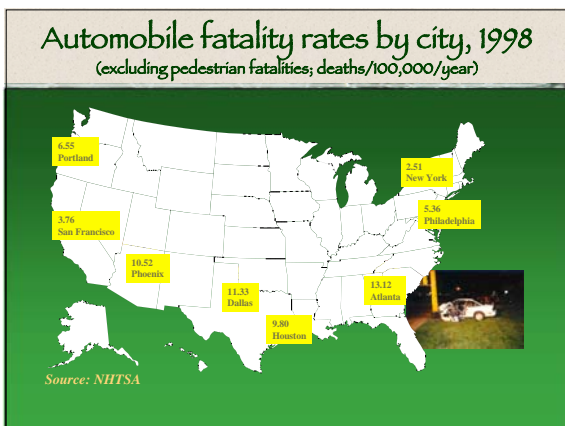 Automobile fatality rates by city, 1998
(excluding pedestrian fatalities; deaths/100,000/year)
6.55
Portland
2.51
New York
5.36
Philadelphia
3.76
San Francisco
10.52
Phoenix
11.33
Dallas
13.12
Atlanta
9.80
Houston
Source: NHTSA